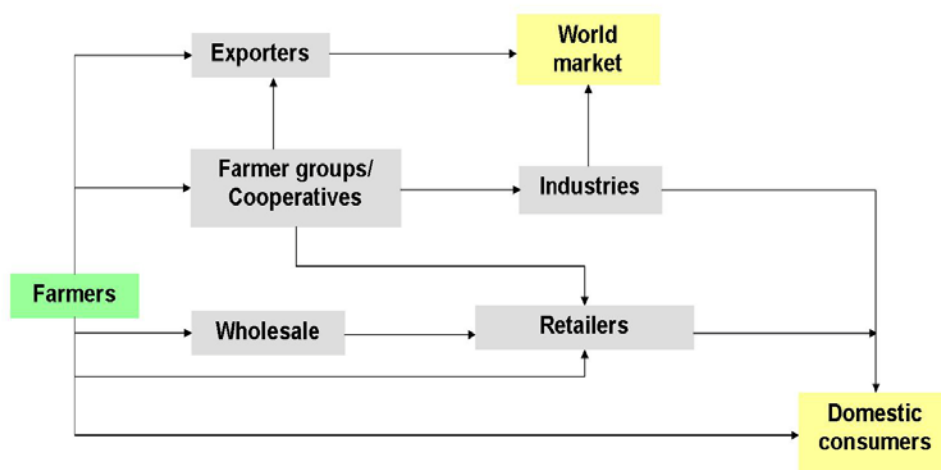 Exporters
World
market
Farmer groups/
Cooperatives
Industries
Farmers
Wholesale
Retailers
Domestic
consumers